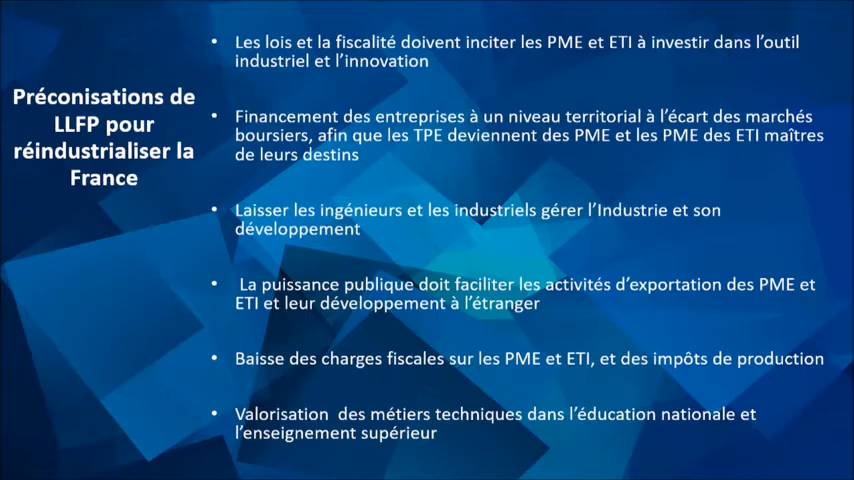 Préconisations de
LLFP pour
réindustrialiser la
France
• Les lois et la fiscalité doivent inciter les PME et ETI à investir dans l'outil
industriel et l'innovation
• Financement des entreprises à un niveau territorial à l'écart des marchés
boursiers, afin que les TPE deviennent des PME et les PME des ETI maîtres
de leurs destins
• Laisser les ingénieurs et les industriels gérer l'Industrie et son
développement
• La puissance publique doit faciliter les activités d'exportation des PME et
ETI et leur développement à l'étranger
• Baisse des charges fiscales sur les PME et ETI, et des impôts de production
• Valorisation des métiers techniques dans l'éducation nationale et
l'enseignement supérieur